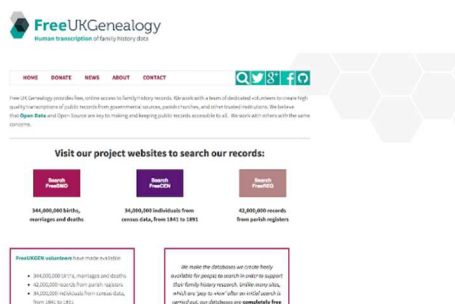 FreeUKGenealogy
Human transcription of family history data
HOME DONATE NEWS ABOUT CONTACT
Free UK Genealogy provides free, online access to family history records. We work with a team of dedicated volunteers to create high
quality transcriptions of public records from governmental sources, parish churches, and other trusted institutions. We believe
that Open Data and Open Source are key to making and keeping public records accessible to all. We work with others with the same
concerns.
Visit our project websites to search our records:
Search
FreeBMD
Search
FreeCEN
Search
FreeREG
344,000,000 births,
marriages and deaths
34,000,000 individuals from
census data, from 1841 to 1891
42,000,000 records
from parish registers
FreeUKGEN volunteers have made available:
344,000,000 births, marriages and deaths
42,000,000 records from parish registers
34,000,000 individuals from census data,
from 1841 to 1891
We make the databases we create freely
available for people to search in order to support
their family history research. Unlike many sites,
which are 'pay to view' after an initial search is
carried out, our databases are completely free